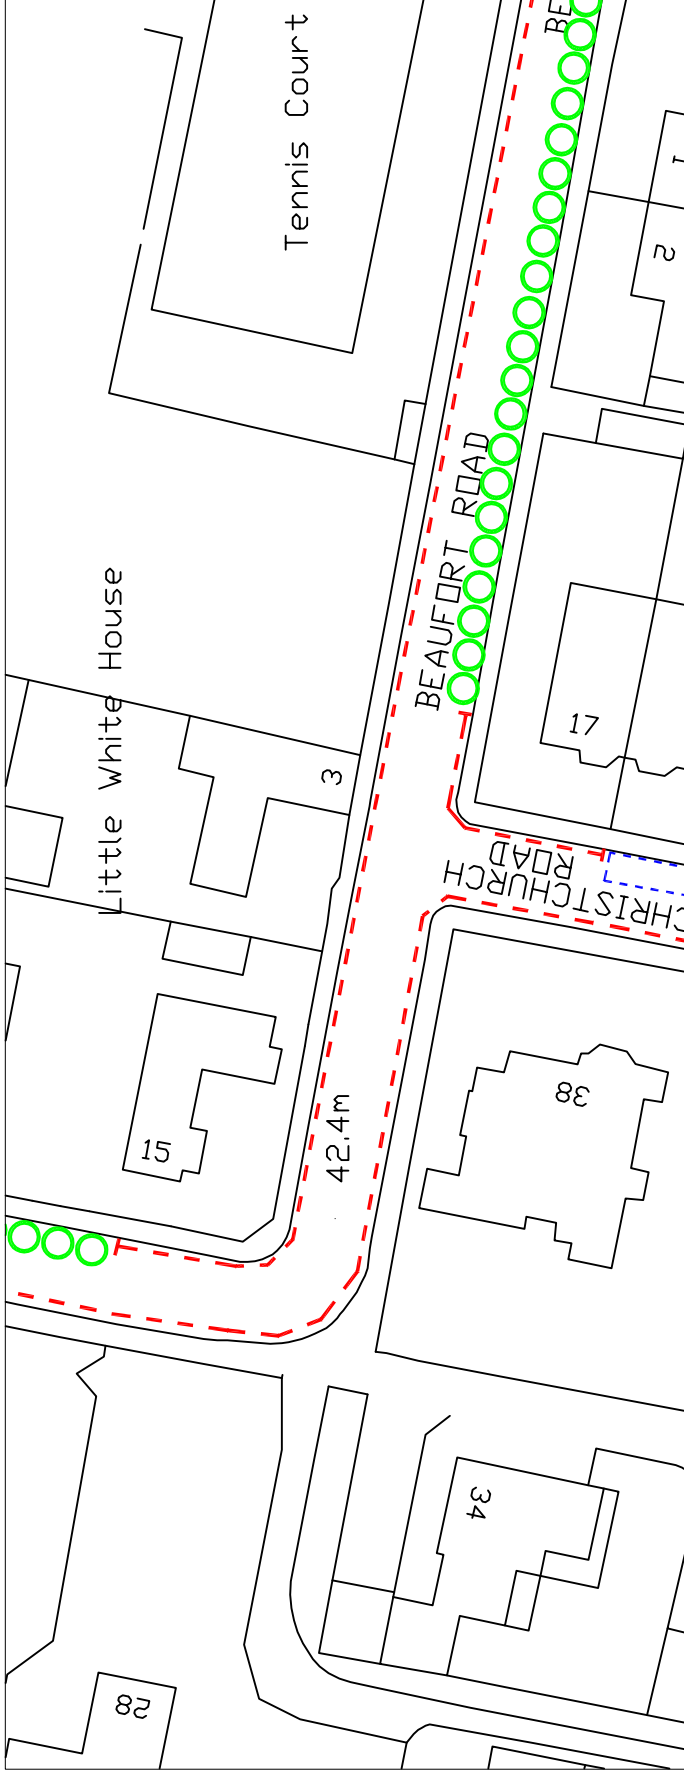 Tennis Court
BE
1
2
BEAUFORT ROAD
Little White House
3
17
CHRISTCHURCH
ROAD
38
42.4m
15
34
28